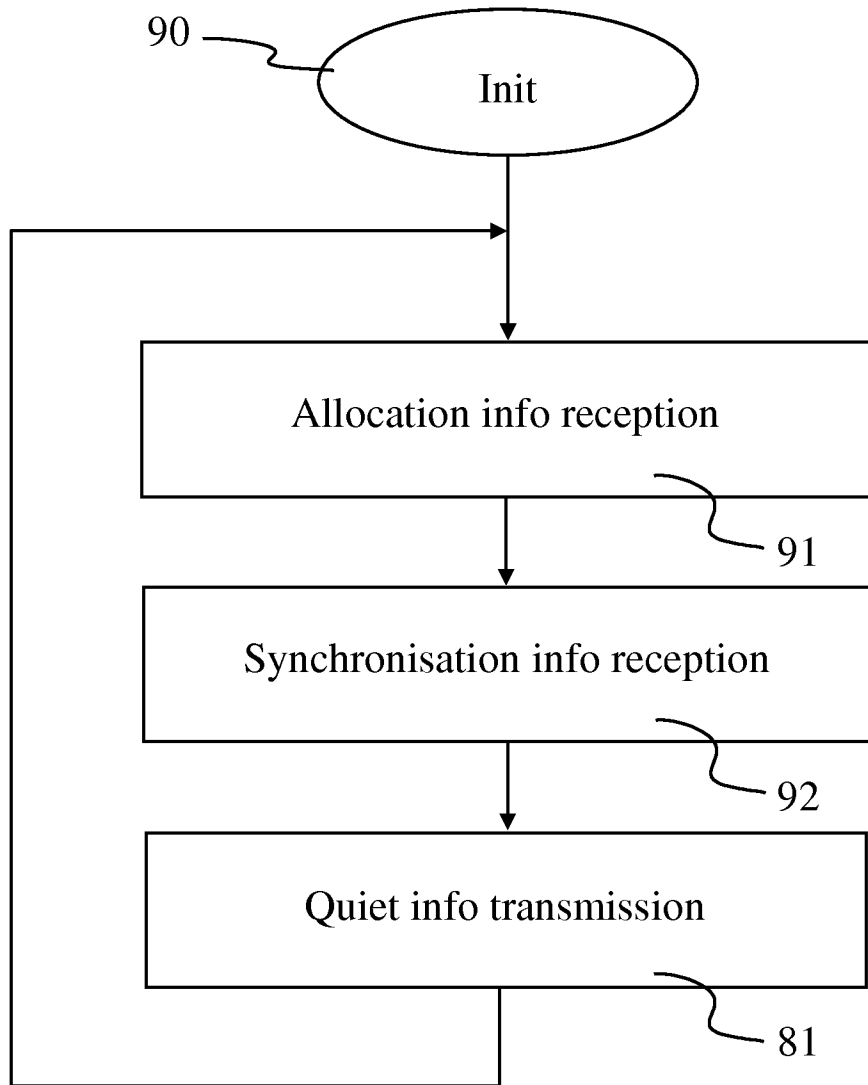 90
Init
Allocation info reception
91
Synchronisation info reception
92
Quiet info transmission
81